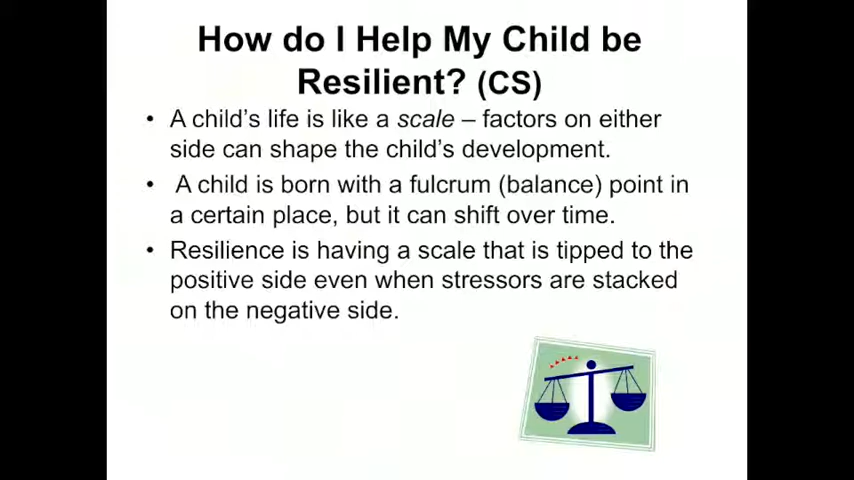 How do I Help My Child be
Resilient? (CS)
• A child's life is like a scale – factors on either
side can shape the child's development.
• A child is born with a fulcrum (balance) point in
a certain place, but it can shift over time.
• Resilience is having a scale that is tipped to the
positive side even when stressors are stacked
on the negative side.